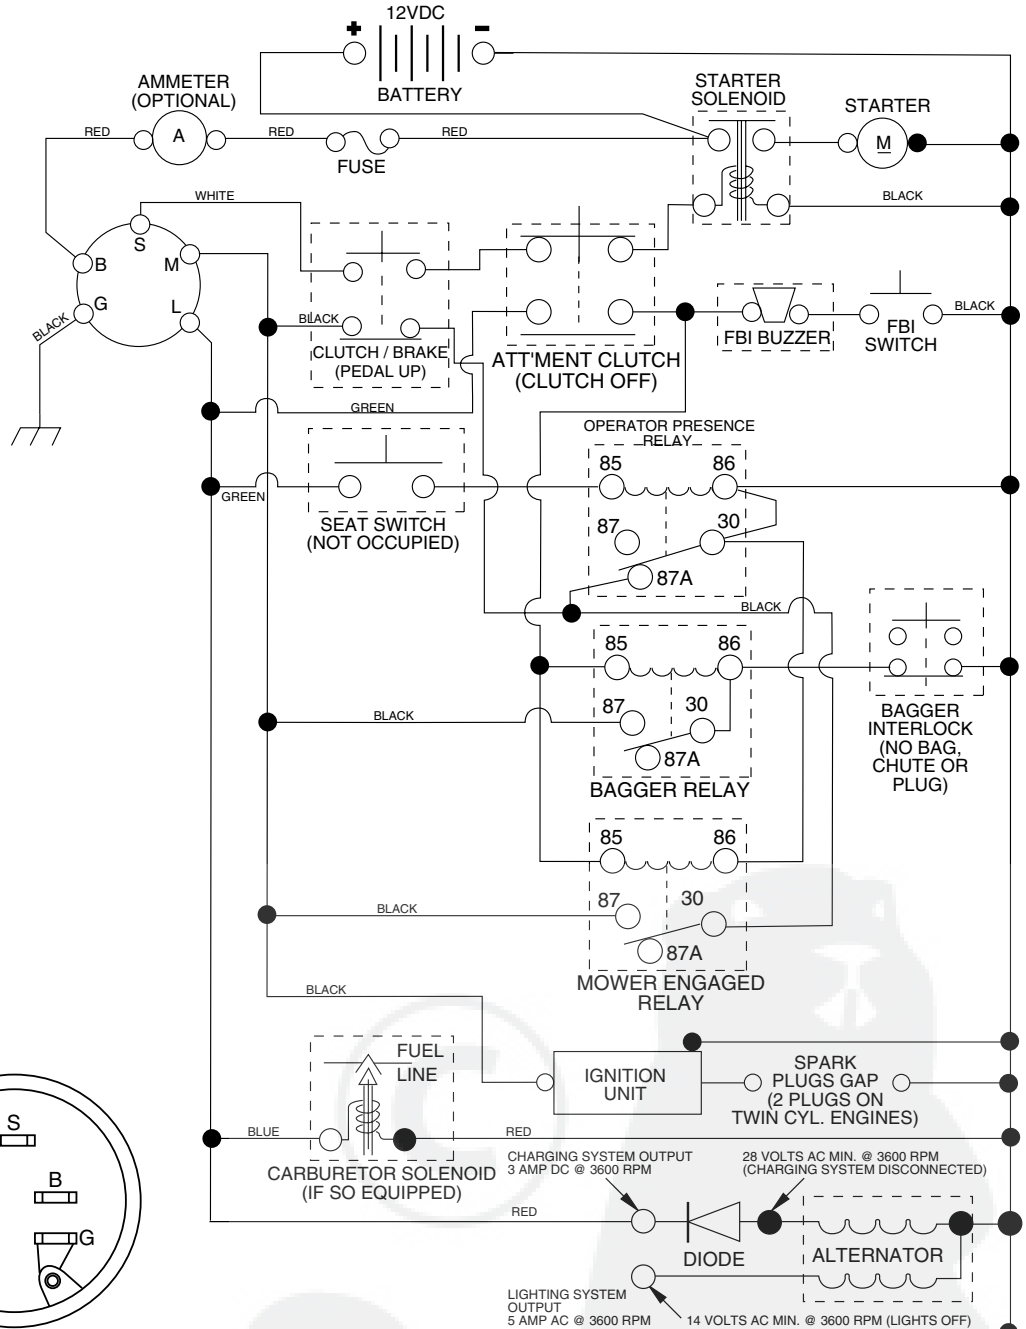 12VDC
+ -
BATTERY
AMMETER
(OPTIONAL)
A
RED
RED
RED
FUSE
STARTER
SOLENOID
STARTER
M
WHITE
BLACK
S
B
M
G
L
BLACK
BLACK
CLUTCH / BRAKE
(PEDAL UP)
ATT'MENT CLUTCH
(CLUTCH OFF)
FBI BUZZER
FBI
SWITCH
BLACK
GREEN
OPERATOR PRESENCE
RELAY
85
86
87
30
87A
GREEN
SEAT SWITCH
(NOT OCCUPIED)
BLACK
85
86
87
30
87A
BAGGER RELAY
BLACK
BAGGER
INTERLOCK
(NO BAG,
CHUTE OR
PLUG)
85
86
87
30
87A
MOWER ENGAGED
RELAY
BLACK
BLACK
FUEL
LINE
IGNITION
UNIT
SPARK
PLUGS GAP
(2 PLUGS ON
TWIN CYL. ENGINES)
BLUE
RED
CARBURETOR SOLENOID
(IF SO EQUIPPED)
CHARGING SYSTEM OUTPUT
3 AMP DC @ 3600 RPM
28 VOLTS AC MIN. @ 3600 RPM
(CHARGING SYSTEM DISCONNECTED)
RED
DIODE
ALTERNATOR
LIGHTING SYSTEM
OUTPUT
5 AMP AC @ 3600 RPM
14 VOLTS AC MIN. @ 3600 RPM (LIGHTS OFF)
S
B
G
©